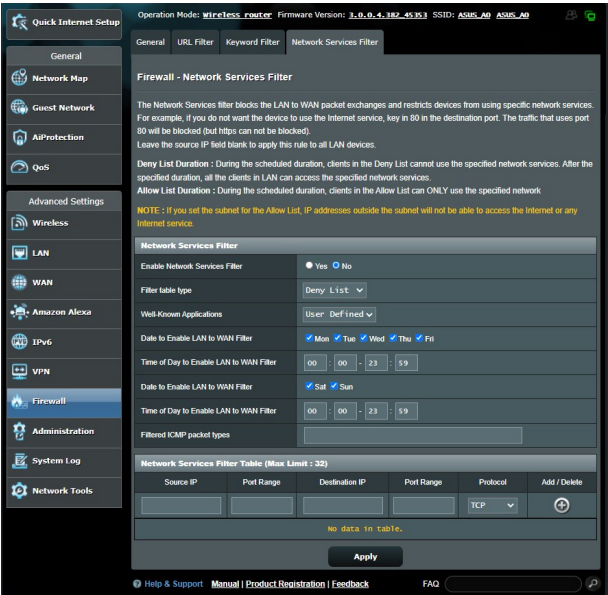 Quick Internet Setup
General
Network Map
Guest Network
AiProtection
QoS
Advanced Settings
Wireless
LAN
WAN
Amazon Alexa
IPv6
VPN
Firewall
Administration
System Log
Network Tools
Operation Mode: Wireless router Firmware Version: 3.0.0.4.382_45353 SSID: ASUS_A0 ASUS_A0
General URL Filter Keyword Filter Network Services Filter
Firewall - Network Services Filter
The Network Services filter blocks the LAN to WAN packet exchanges and restricts devices from using specific network services.
For example, if you do not want the device to use the Internet service, key in 80 in the destination port. The traffic that uses port
80 will be blocked (but https can not be blocked).
Leave the source IP field blank to apply this rule to all LAN devices.
Deny List Duration : During the scheduled duration, clients in the Deny List cannot use the specified network services. After the
specified duration, all the clients in LAN can access the specified network services.
Allow List Duration : During the scheduled duration, clients in the Allow List can ONLY use the specified network
NOTE : If you set the subnet for the Allow List, IP addresses outside the subnet will not be able to access the Internet or any
Internet service.
Network Services Filter
Enable Network Services Filter Yes No
Filter table type Deny List
Well-Known Applications User Defined
Date to Enable LAN to WAN Filter Mon Tue Wed Thu Fri
Time of Day to Enable LAN to WAN Filter 00 : 00 - 23 : 59
Date to Enable LAN to WAN Filter Sat Sun
Time of Day to Enable LAN to WAN Filter 00 : 00 - 23 : 59
Filtered ICMP packet types
Network Services Filter Table (Max Limit : 32)
Source IP Port Range Destination IP Port Range Protocol Add / Delete
TCP
No data in table.
Apply
Help & Support Manual | Product Registration | Feedback FAQ